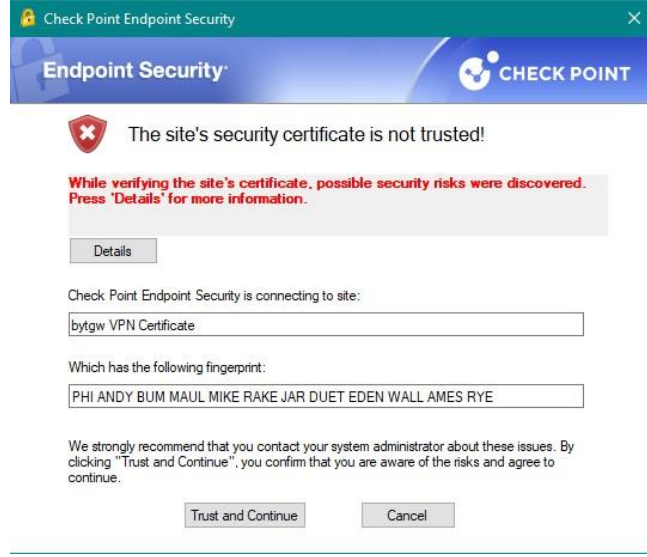 Check Point Endpoint Security
Endpoint Security
CHECK POINT
The site's security certificate is not trusted!
While verifying the site's certificate, possible security risks were discovered.
Press 'Details' for more information.
Details
Check Point Endpoint Security is connecting to site:
bytgw VPN Certificate
Which has the following fingerprint:
PHI ANDY BUM MAUL MIKE RAKE JAR DUET EDEN WALL AMES RYE
We strongly recommend that you contact your system administrator about these issues. By
clicking "Trust and Continue", you confirm that you are aware of the risks and agree to
continue.
Trust and Continue
Cancel